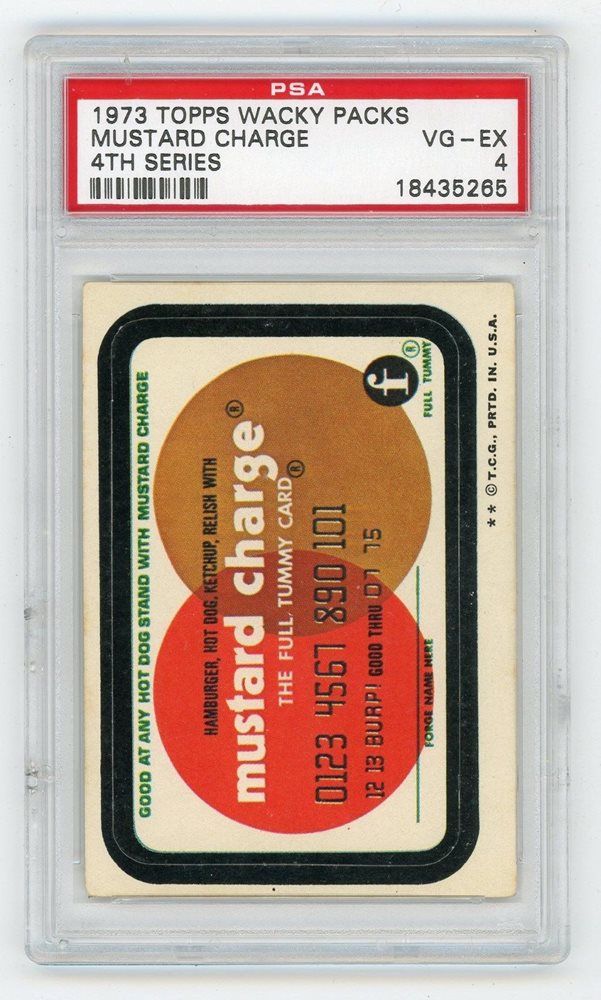 PSA
1973 TOPPS WACKY PACKS
MUSTARD CHARGE VG-EX
4TH SERIES 4
18435265
GOOD AT ANY HOT DOG STAND WITH MUSTARD CHARGE
HAMBURGER, HOT DOG, KETCHUP, RELISH WITH
mustard charge®
THE FULL TUMMY CARD®
0123 4567 890 101
12 13 BURP! GOOD THRU 07 75
FORGE NAME HERE
f®
FULL TUMMY
** © T.C.G., PRTD. IN U.S.A.